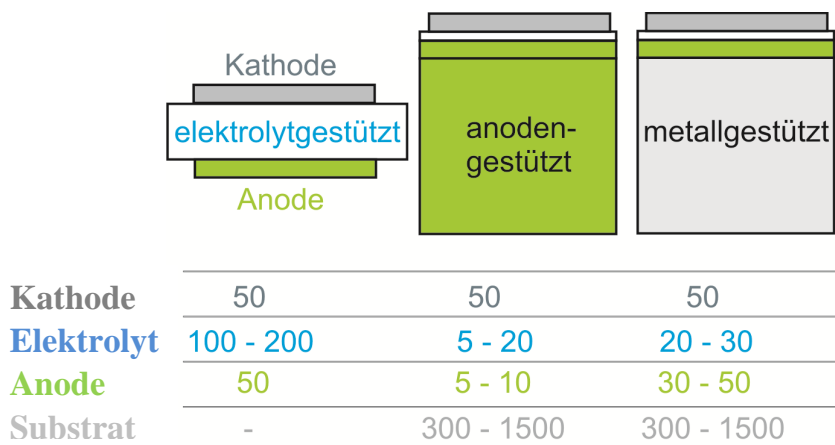 Kathode
elektrolytgestützt
Anode
anoden-
gestützt
metallgestützt
Kathode 50 50 50
Elektrolyt 100 - 200 5 - 20 20 - 30
Anode 50 5 - 10 30 - 50
Substrat - 300 - 1500 300 - 1500